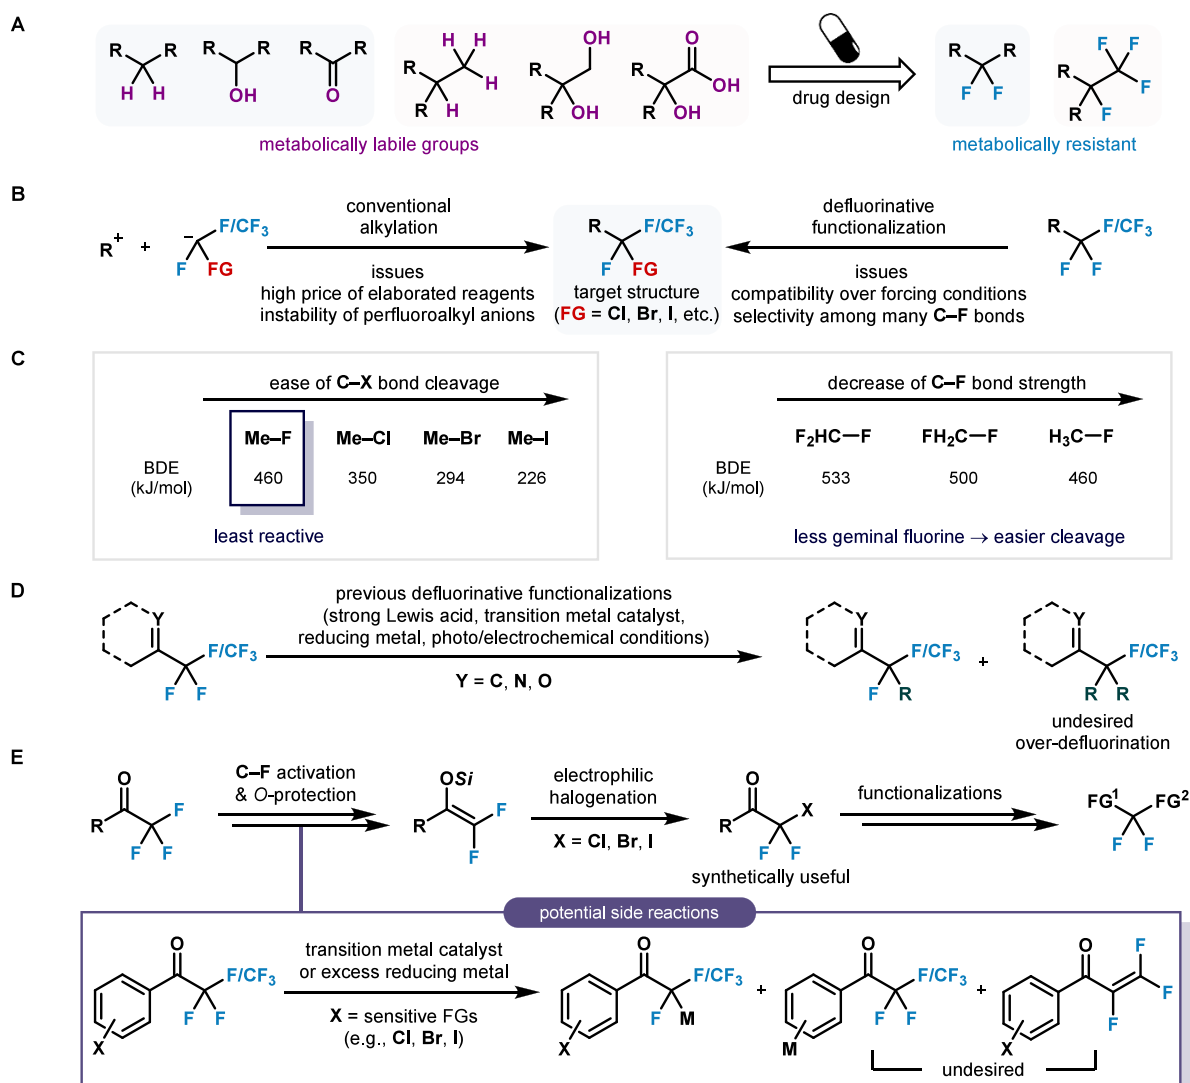 A
R R R R R R
H H OH O
H H
R H
R H
OH
R
R OH
O
R OH
R OH
drug design
R R
F F
F F
R F
R F
metabolically labile groups
metabolically resistant
B
R+ + − F/CF3
F FG
conventional
alkylation
issues
high price of elaborated reagents
instability of perfluoroalkyl anions
R F/CF3
F FG
target structure
(FG = Cl, Br, I, etc.)
defluorinative
functionalization
issues
compatibility over forcing conditions
selectivity among many C–F bonds
R F/CF3
F F
C
ease of C–X bond cleavage
Me–F Me–Cl Me–Br Me–I
BDE
(kJ/mol)
460 350 294 226
least reactive
decrease of C–F bond strength
F2HC–F FH2C–F H3C–F
BDE
(kJ/mol)
533 500 460
less geminal fluorine → easier cleavage
D
Y
F/CF3
F F
previous defluorinative functionalizations
(strong Lewis acid, transition metal catalyst,
reducing metal, photo/electrochemical conditions)
Y = C, N, O
Y
F/CF3
F R
+
Y
F/CF3
R R
undesired
over-defluorination
E
O
R F
F F
C–F activation
& O-protection
OSi
R F
F
electrophilic
halogenation
X = Cl, Br, I
O
R X
F F
synthetically useful
functionalizations
FG1 FG2
F F
potential side reactions
O
F/CF3
F F
X
transition metal catalyst
or excess reducing metal
X = sensitive FGs
(e.g., Cl, Br, I)
O
F/CF3
F M
X
+
O
F/CF3
F F
M
+
O F
F
F
X
undesired